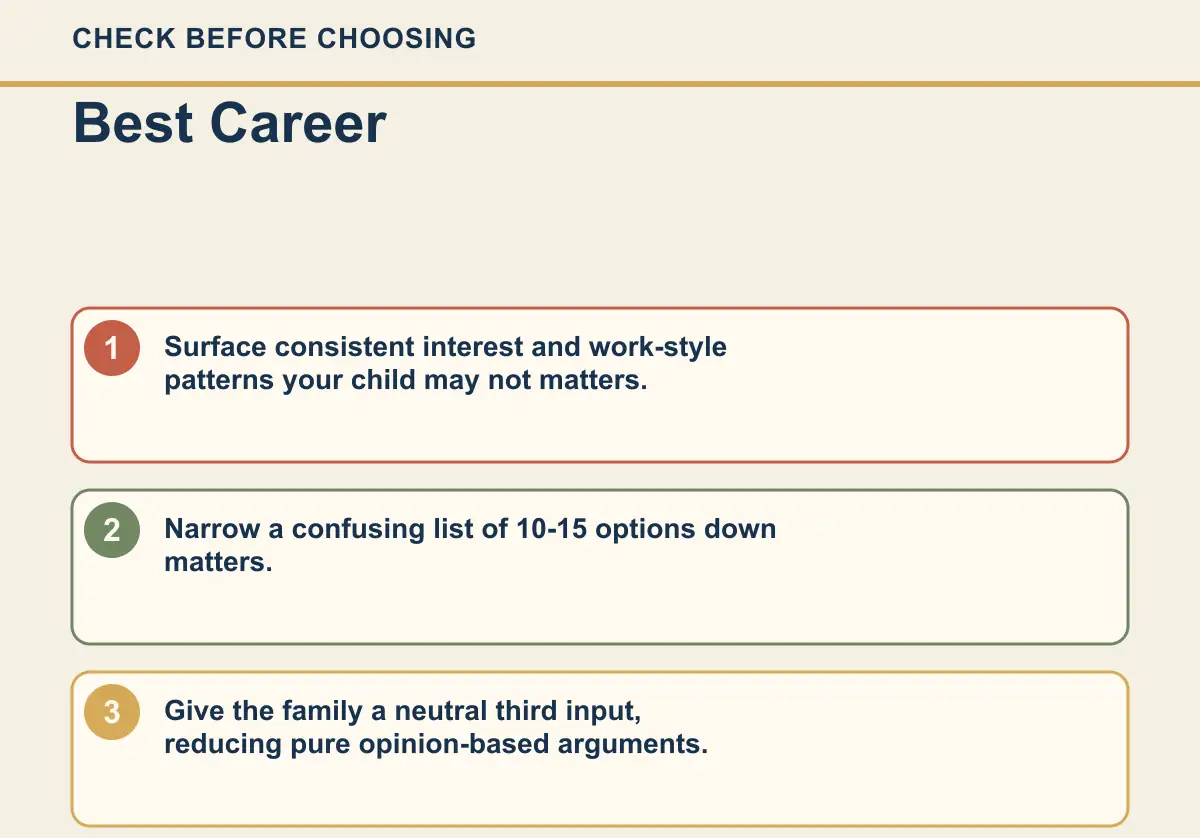 CHECK BEFORE CHOOSING
Best Career
1
Surface consistent interest and work-style
patterns your child may not matters.
2
Narrow a confusing list of 10-15 options down
matters.
3
Give the family a neutral third input,
reducing pure opinion-based arguments.